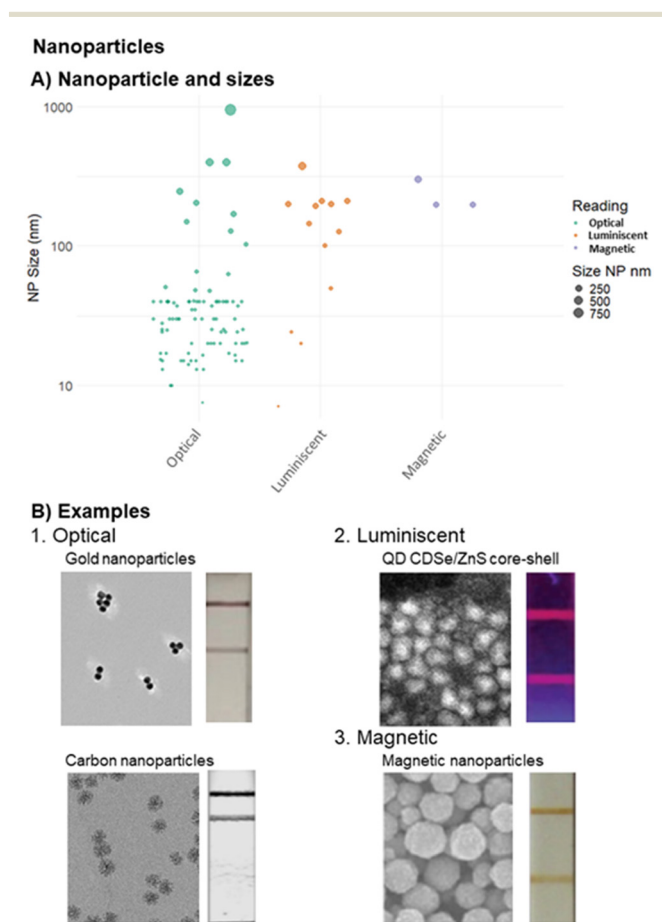 Nanoparticles
A) Nanoparticle and sizes
1000
100
10
NP Size (nm)
Optical
Luminiscent
Magnetic
Reading
Optical
Luminiscent
Magnetic
Size NP nm
250
500
750
B) Examples
1. Optical
Gold nanoparticles
2. Luminiscent
QD CDSe/ZnS core-shell
Carbon nanoparticles
3. Magnetic
Magnetic nanoparticles